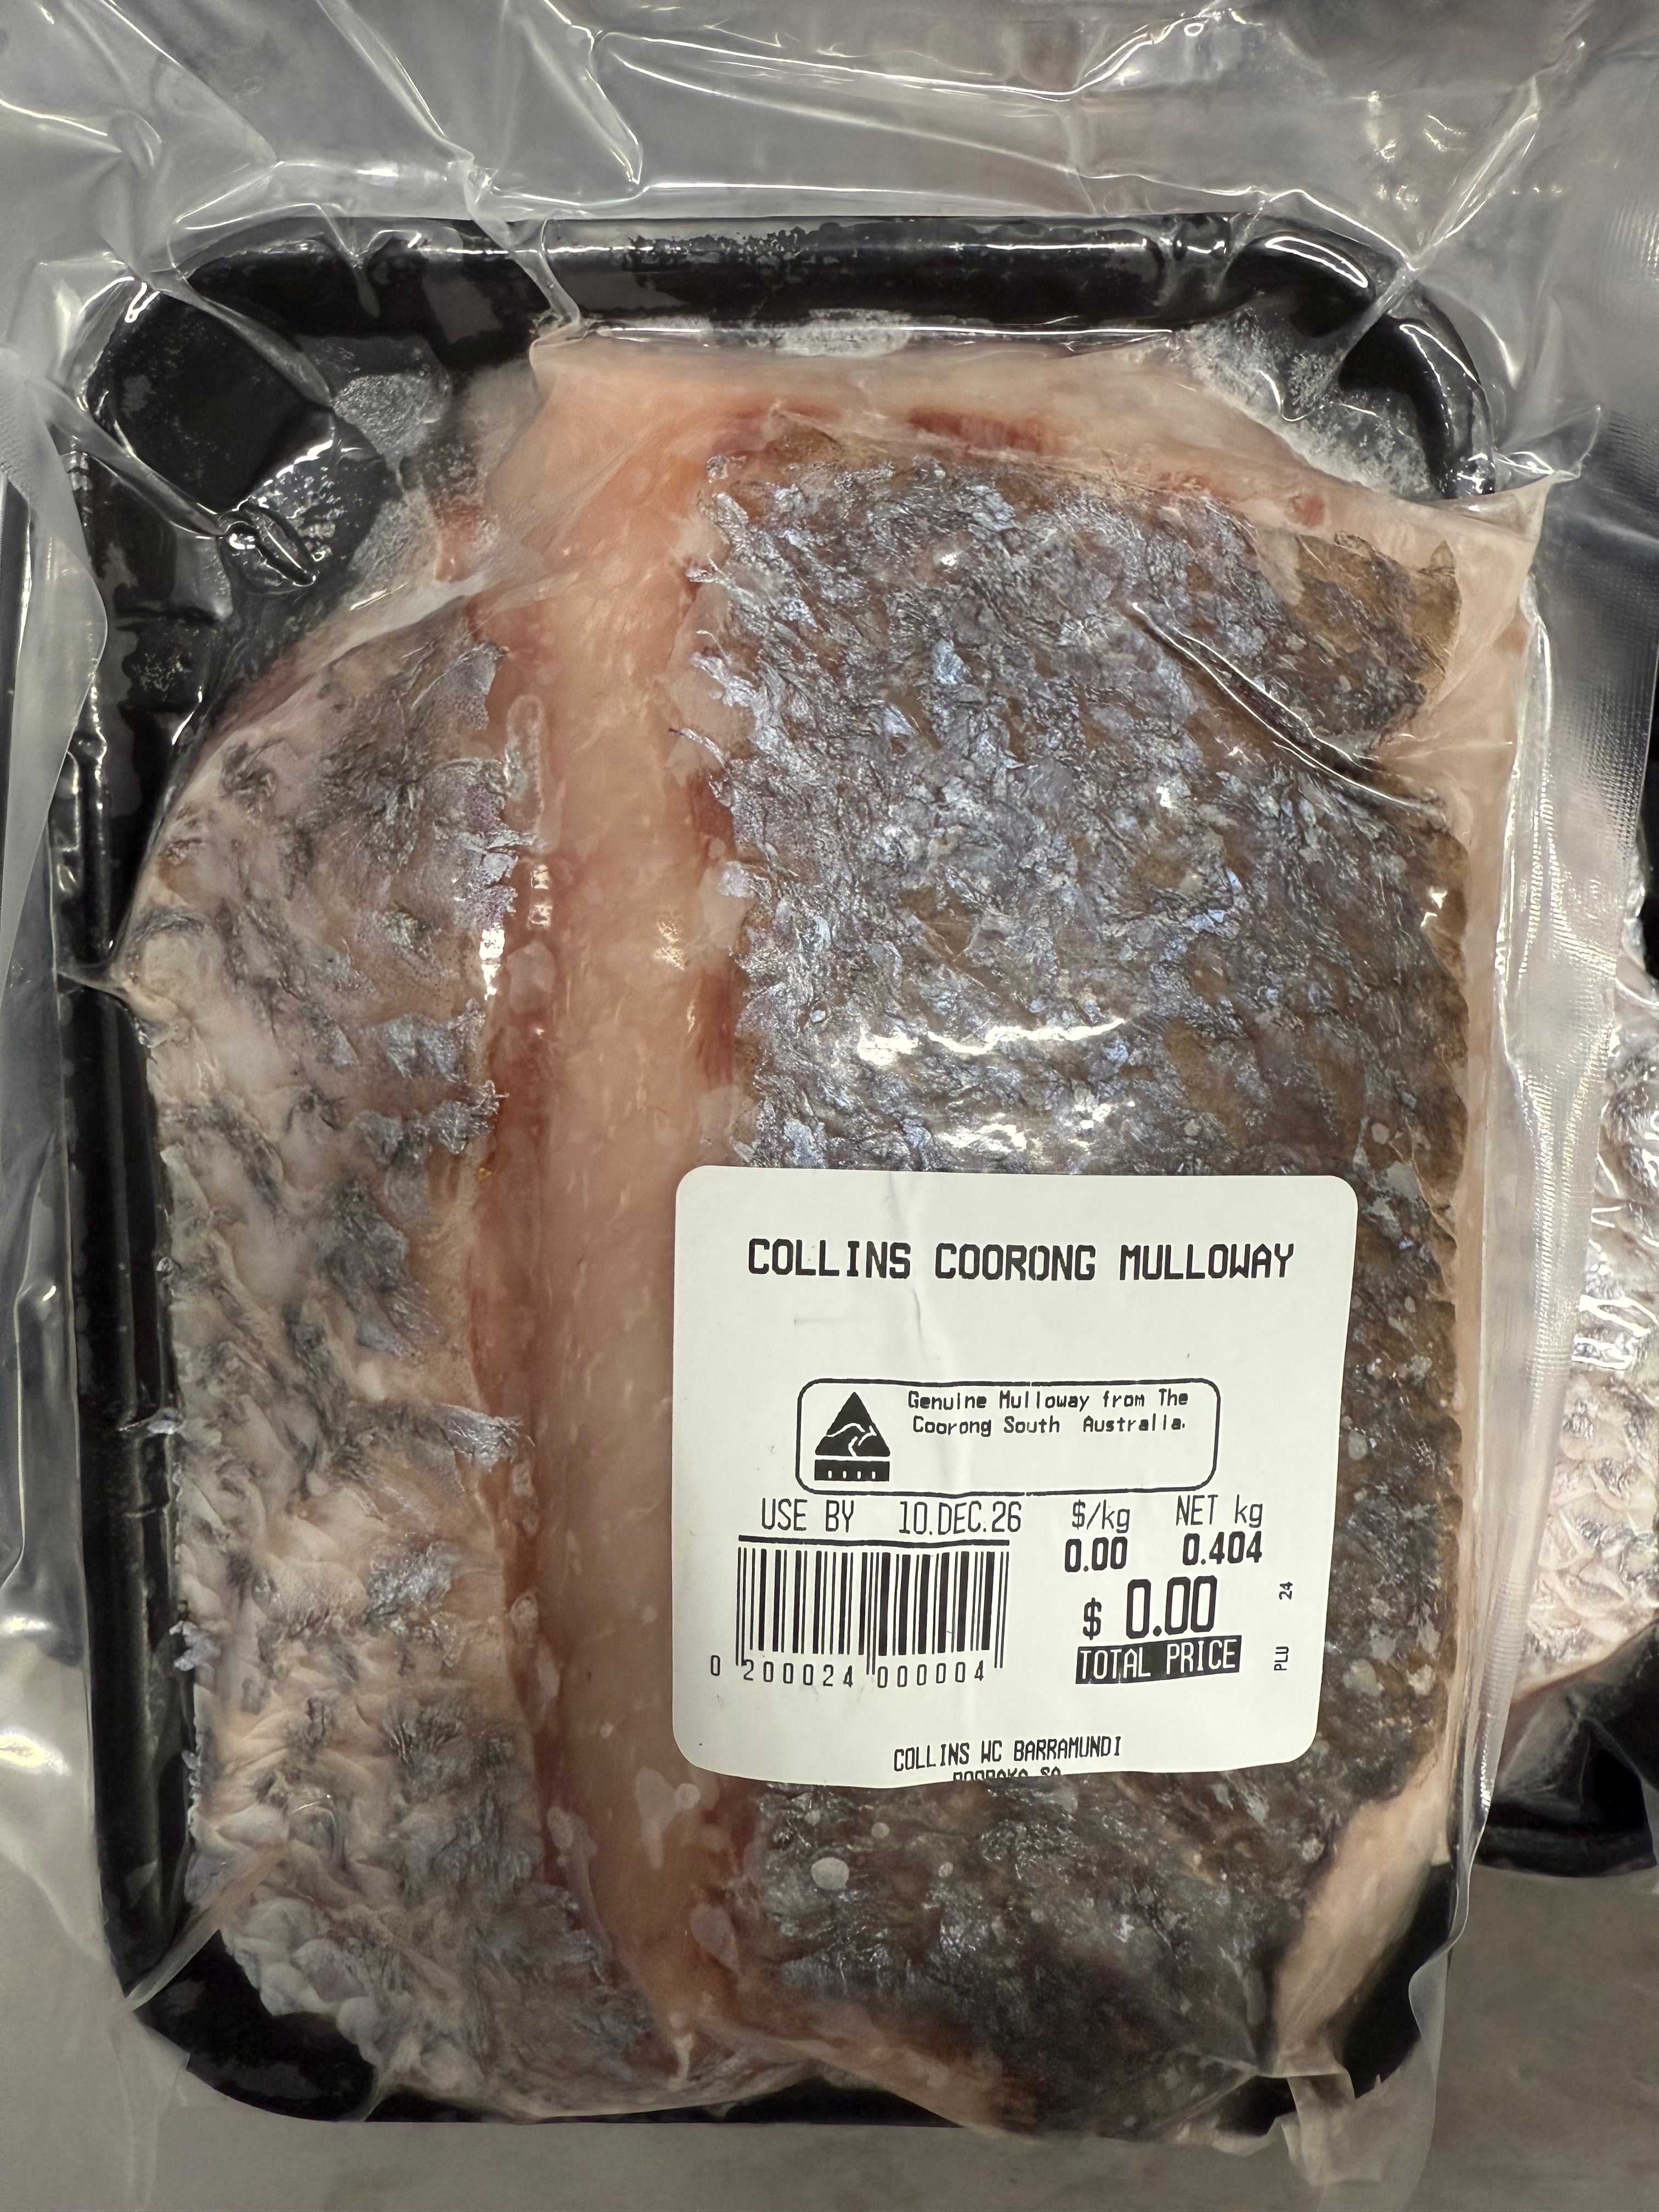 COLLINS COORONG MULLOWAY
Genuine Mulloway from The
Coorong South Australia.
USE BY 10.DEC.26 $/kg NET kg
0.00 0.404
$ 0.00
TOTAL PRICE
PLU 24
0 200024 000004
COLLINS WC BARRAMUNDI
SA